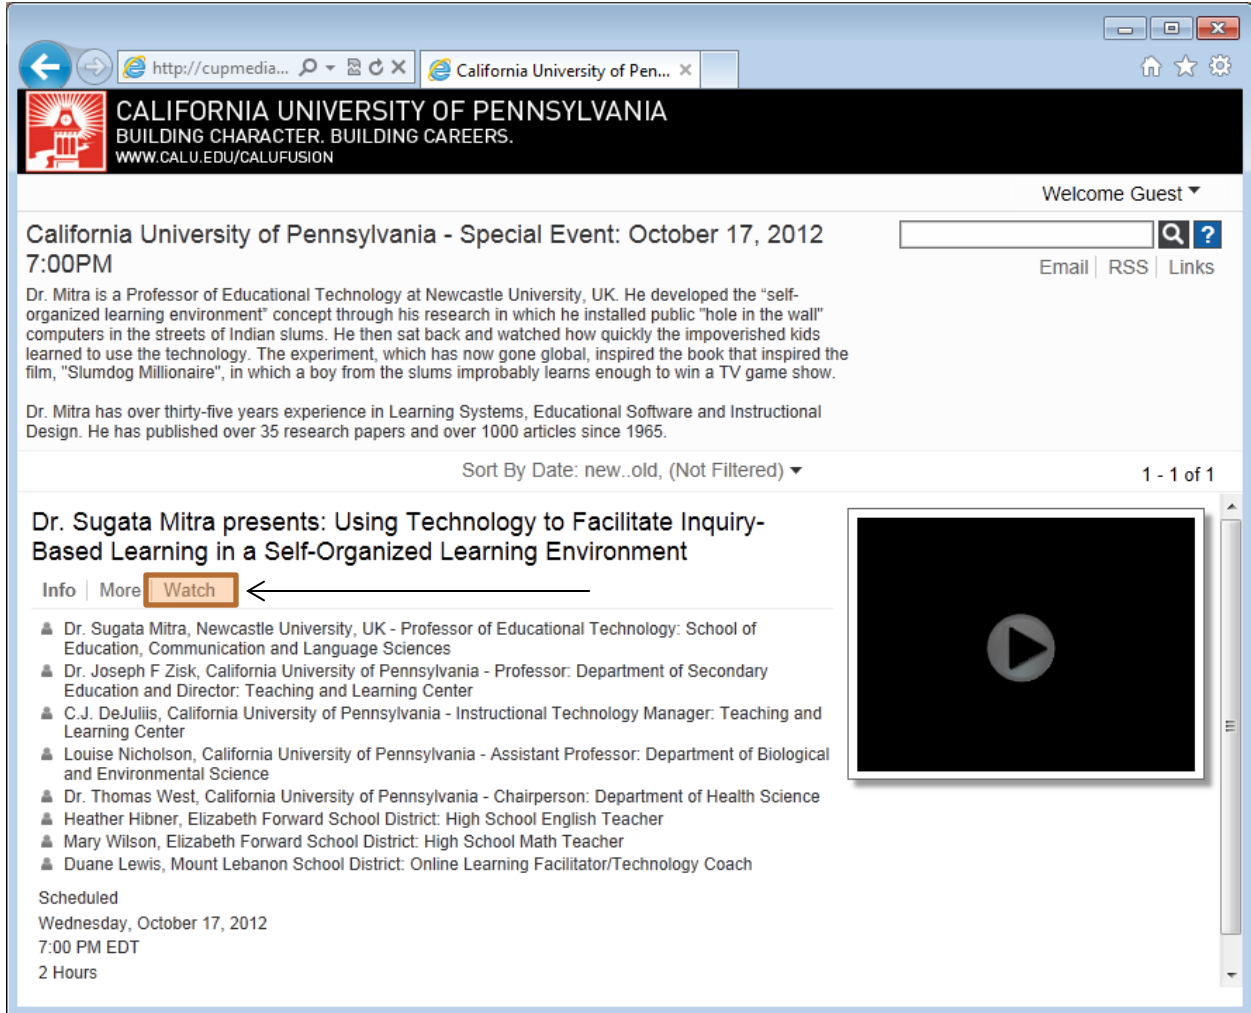 http://cupmedia...
California University of Pen...
CALIFORNIA UNIVERSITY OF PENNSYLVANIA
BUILDING CHARACTER. BUILDING CAREERS.
WWW.CALU.EDU/CALUFUSION
Welcome Guest
California University of Pennsylvania - Special Event: October 17, 2012
7:00PM
?
Email | RSS | Links
Dr. Mitra is a Professor of Educational Technology at Newcastle University, UK. He developed the “self-
organized learning environment” concept through his research in which he installed public "hole in the wall"
computers in the streets of Indian slums. He then sat back and watched how quickly the impoverished kids
learned to use the technology. The experiment, which has now gone global, inspired the book that inspired the
film, "Slumdog Millionaire", in which a boy from the slums improbably learns enough to win a TV game show.
Dr. Mitra has over thirty-five years experience in Learning Systems, Educational Software and Instructional
Design. He has published over 35 research papers and over 1000 articles since 1965.
Sort By Date: new..old, (Not Filtered)
1 - 1 of 1
Dr. Sugata Mitra presents: Using Technology to Facilitate Inquiry-
Based Learning in a Self-Organized Learning Environment
Info | More | Watch
Dr. Sugata Mitra, Newcastle University, UK - Professor of Educational Technology: School of
Education, Communication and Language Sciences
Dr. Joseph F Zisk, California University of Pennsylvania - Professor: Department of Secondary
Education and Director: Teaching and Learning Center
C.J. DeJuliis, California University of Pennsylvania - Instructional Technology Manager: Teaching and
Learning Center
Louise Nicholson, California University of Pennsylvania - Assistant Professor: Department of Biological
and Environmental Science
Dr. Thomas West, California University of Pennsylvania - Chairperson: Department of Health Science
Heather Hibner, Elizabeth Forward School District: High School English Teacher
Mary Wilson, Elizabeth Forward School District: High School Math Teacher
Duane Lewis, Mount Lebanon School District: Online Learning Facilitator/Technology Coach
Scheduled
Wednesday, October 17, 2012
7:00 PM EDT
2 Hours